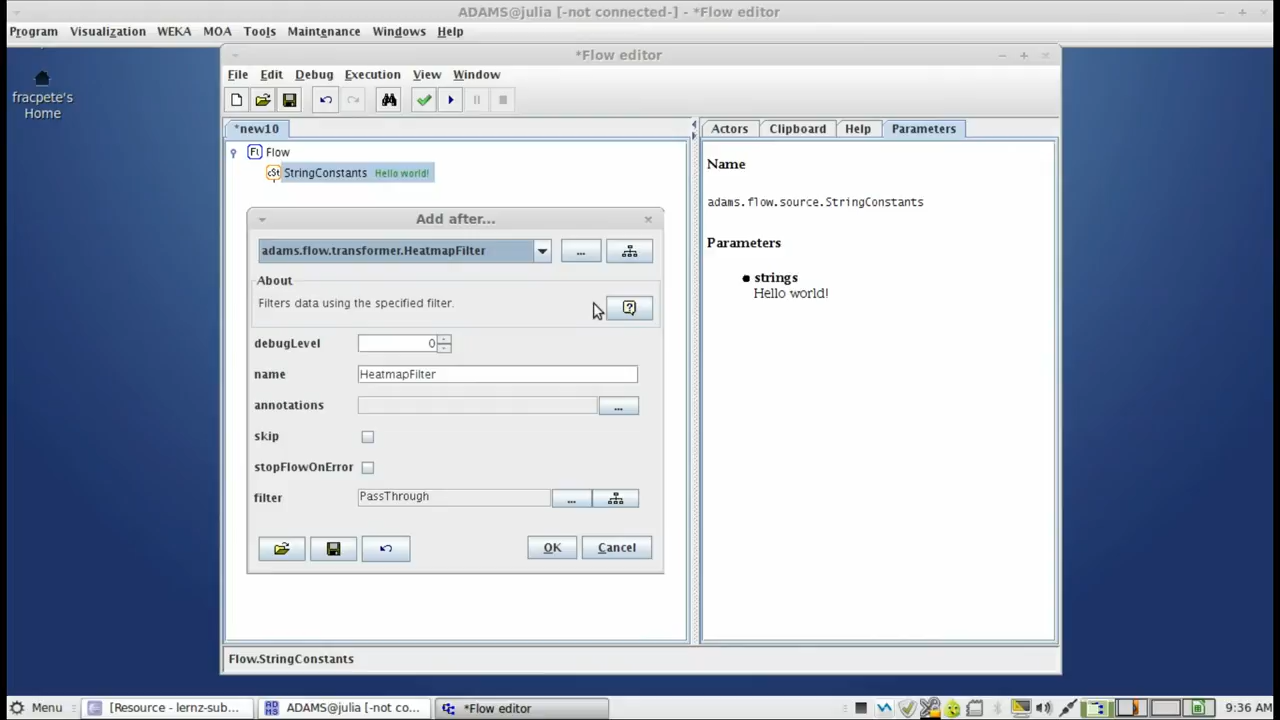 ADAMS@julia [-not connected-] - *Flow editor
Program Visualization WEKA MOA Tools Maintenance Windows Help
fracpete's
Home
*Flow editor
File Edit Debug Execution View Window
*new10
Fl Flow
cSt StringConstants Hello world!
Add after...
adams.flow.transformer.HeatmapFilter ...
About
Filters data using the specified filter.
debugLevel 0
name HeatmapFilter
annotations ...
skip
stopFlowOnError
filter PassThrough ...
OK Cancel
Actors Clipboard Help Parameters
Name
adams.flow.source.StringConstants
Parameters
strings
Hello world!
Flow.StringConstants
Menu [Resource - lernz-sub... ADAMS@julia [-not co... *Flow editor 9:36 AM